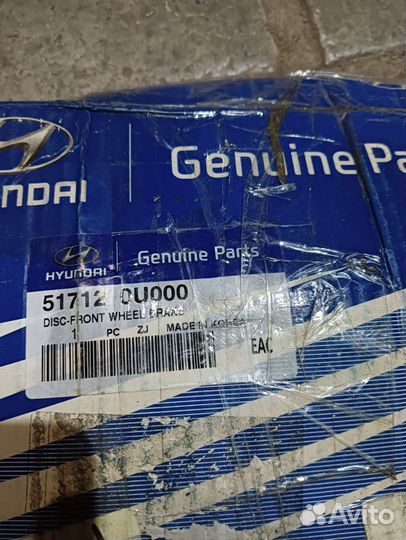 Genuine Pa
NDAI
HYUNDAI
Genuine Parts
51712 0U000
DISC-FRONT WHEEL BRAKE
1 PC ZJ MADE IN KOREA
EAC
Avito